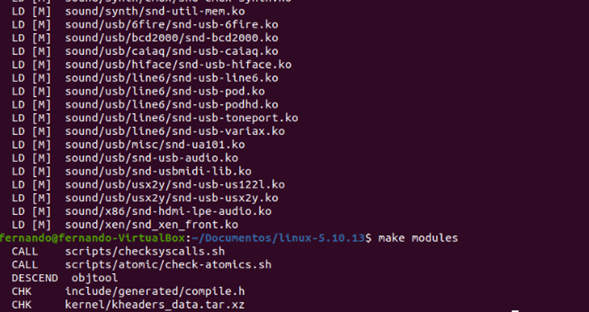 LD [M] sound/synth/emux/snd-emux-synth.ko
LD [M] sound/synth/snd-util-mem.ko
LD [M] sound/usb/6fire/snd-usb-6fire.ko
LD [M] sound/usb/bcd2000/snd-bcd2000.ko
LD [M] sound/usb/caiaq/snd-usb-caiaq.ko
LD [M] sound/usb/hiface/snd-usb-hiface.ko
LD [M] sound/usb/line6/snd-usb-line6.ko
LD [M] sound/usb/line6/snd-usb-pod.ko
LD [M] sound/usb/line6/snd-usb-podhd.ko
LD [M] sound/usb/line6/snd-usb-toneport.ko
LD [M] sound/usb/line6/snd-usb-variax.ko
LD [M] sound/usb/misc/snd-ua101.ko
LD [M] sound/usb/snd-usb-audio.ko
LD [M] sound/usb/snd-usbmidi-lib.ko
LD [M] sound/usb/usx2y/snd-usb-us122l.ko
LD [M] sound/usb/usx2y/snd-usb-usx2y.ko
LD [M] sound/x86/snd-hdmi-lpe-audio.ko
LD [M] sound/xen/snd_xen_front.ko
fernando@fernando-VirtualBox:~/Documentos/linux-5.10.13$ make modules
CALL scripts/checksyscalls.sh
CALL scripts/atomic/check-atomics.sh
DESCEND objtool
CHK include/generated/compile.h
CHK kernel/kheaders_data.tar.xz